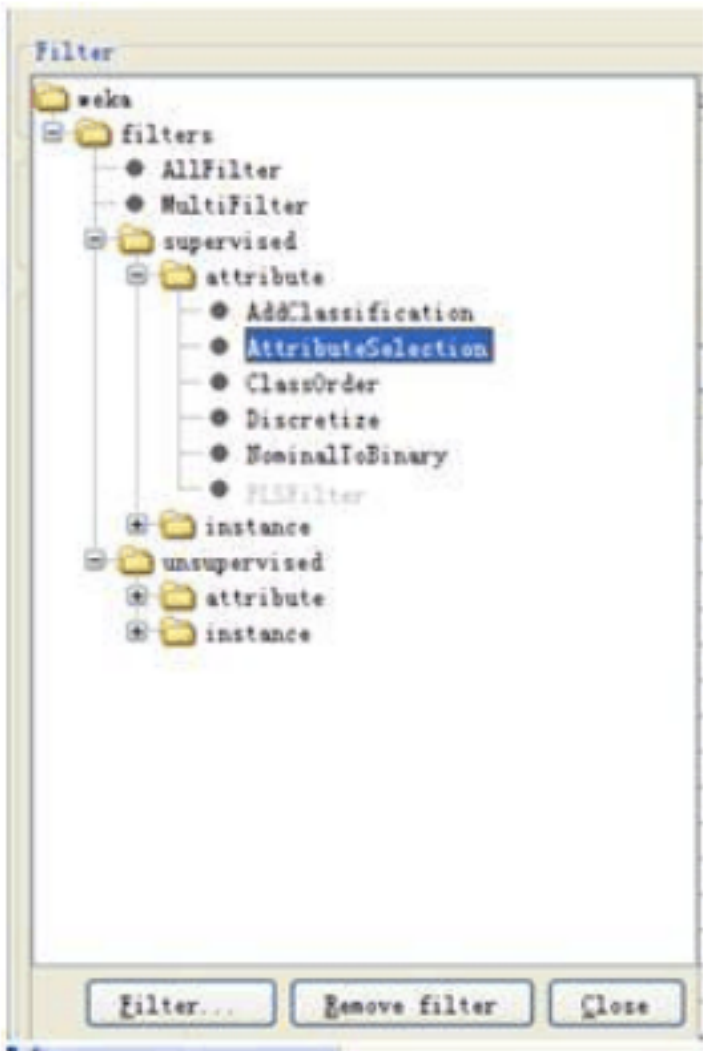 Filter
weka
filters
AllFilter
MultiFilter
supervised
attribute
AddClassification
AttributeSelection
ClassOrder
Discretize
NominalToBinary
PLSFilter
instance
unsupervised
attribute
instance
Filter... Remove filter Close